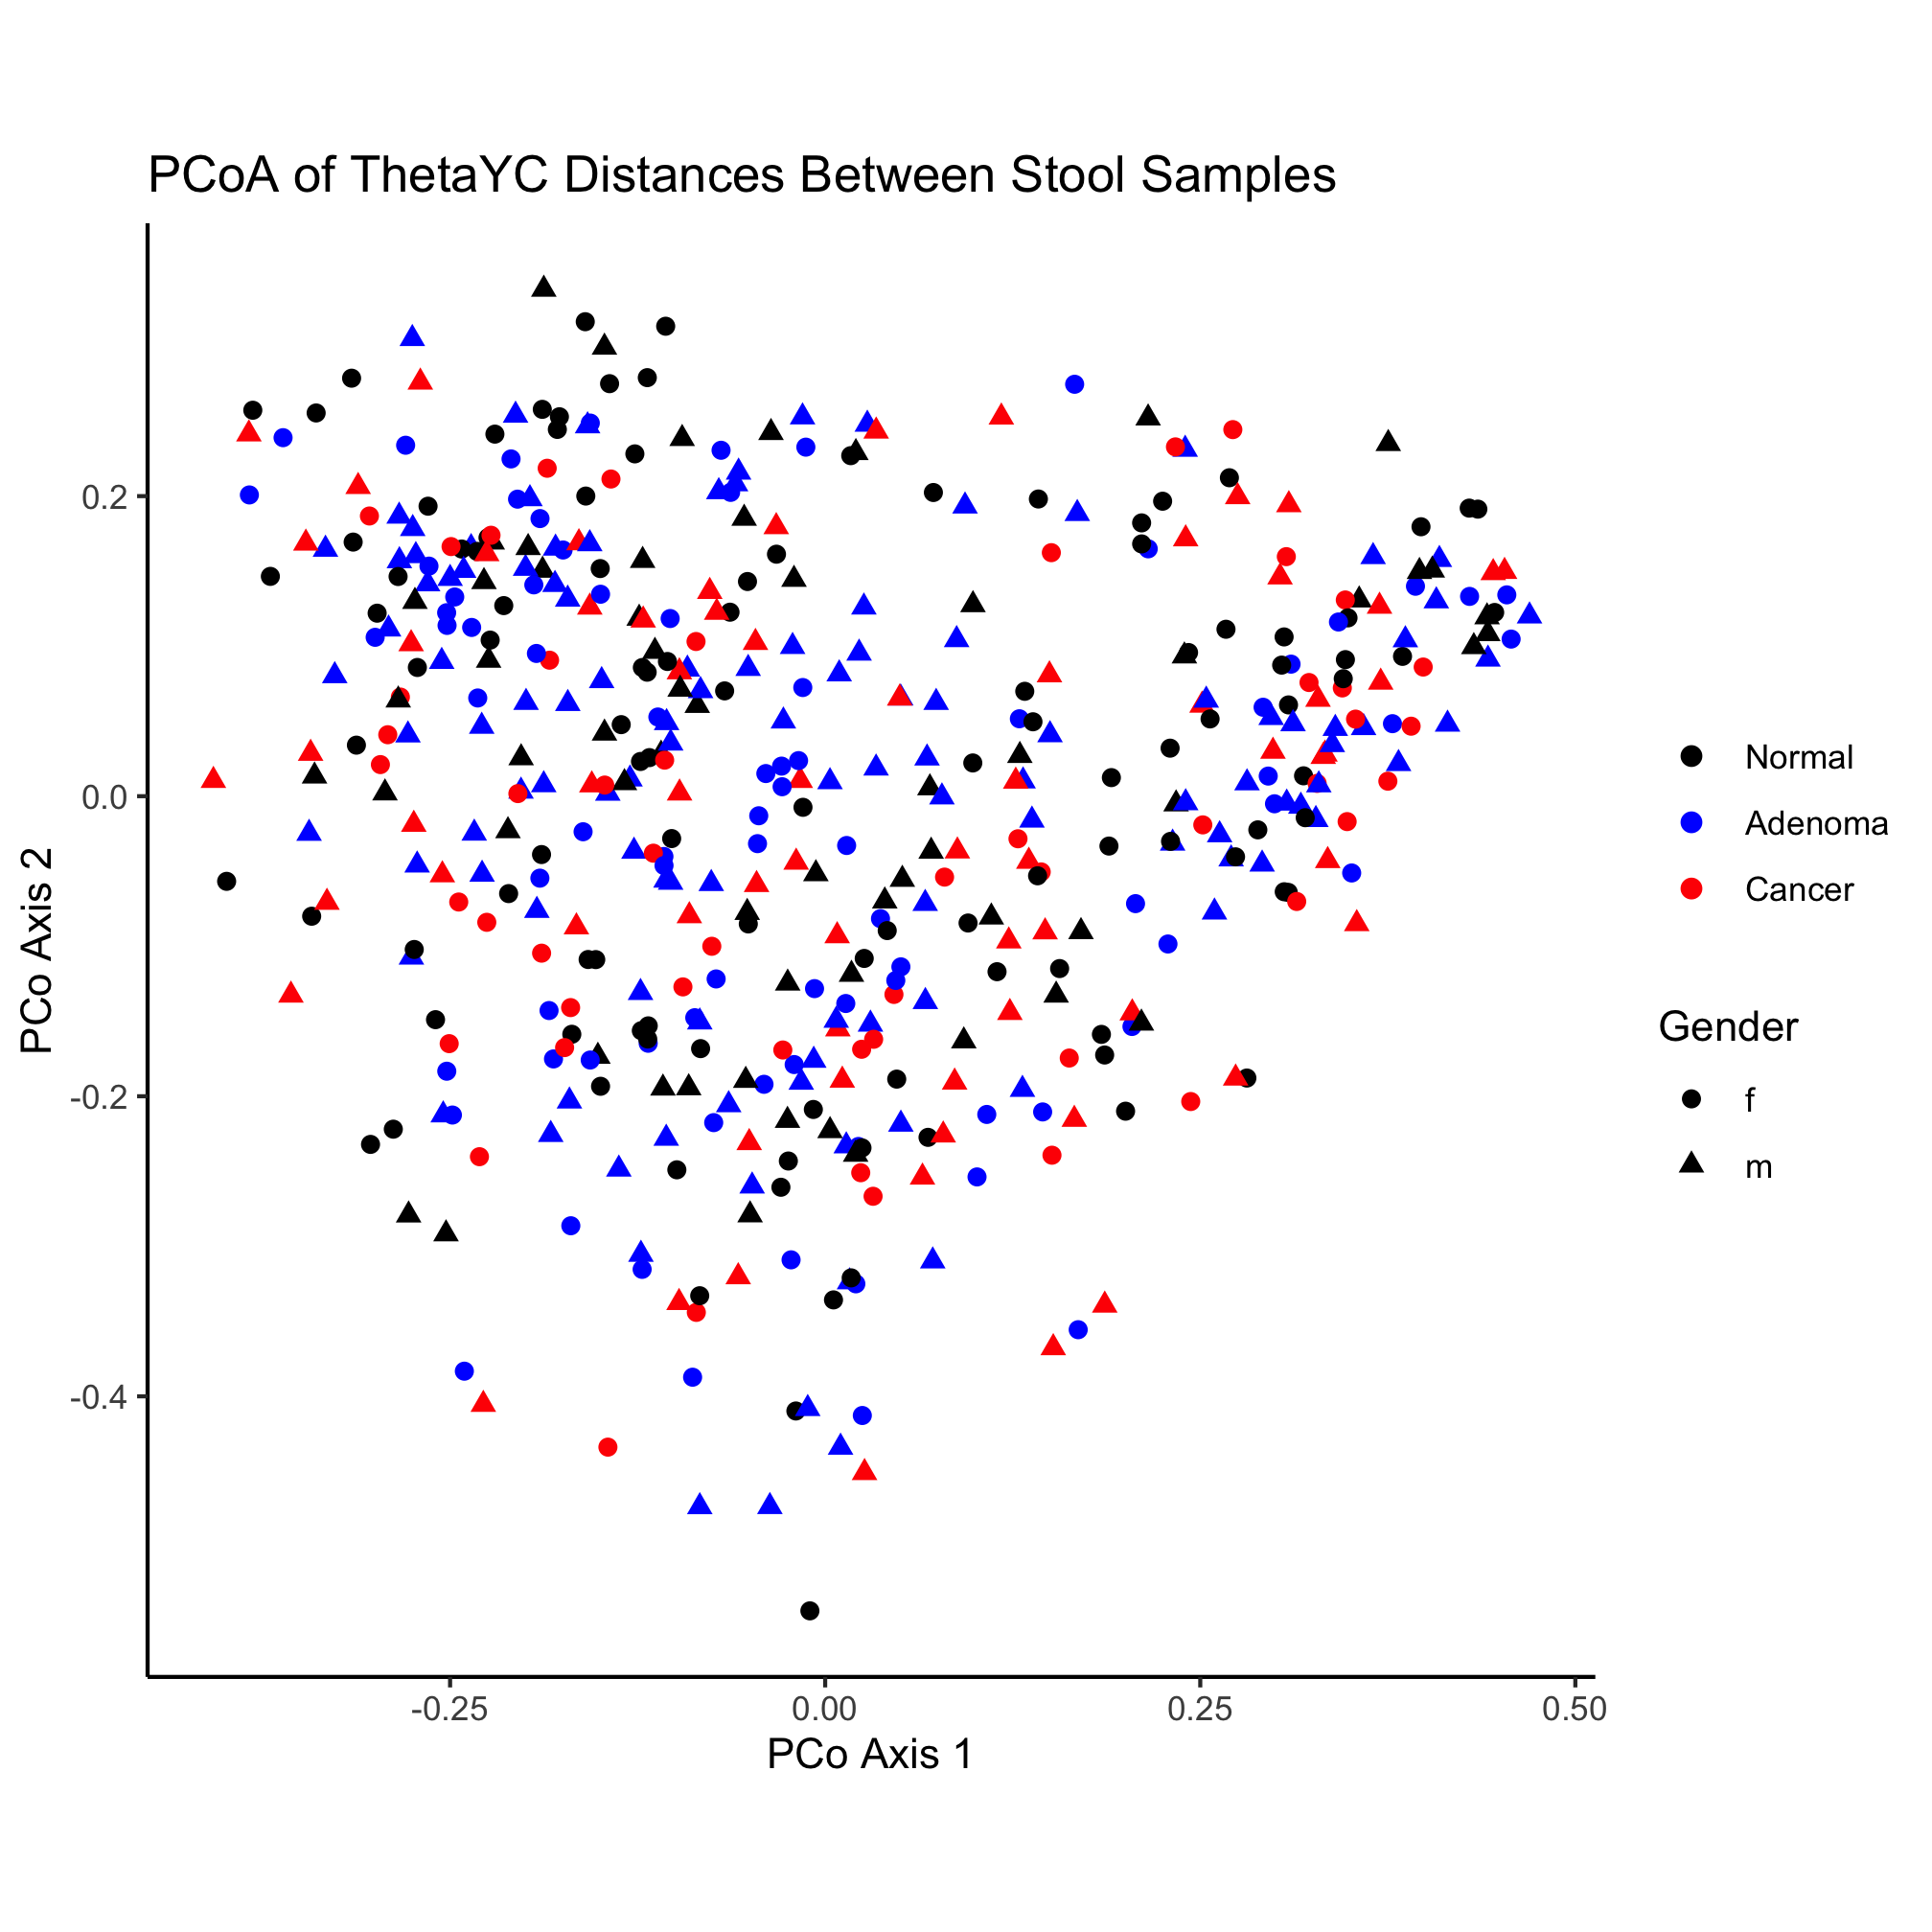 PCoA of ThetaYC Distances Between Stool Samples
PCo Axis 2
0.2
0.0
-0.2
-0.4
-0.25
0.00
0.25
0.50
PCo Axis 1
Normal
Adenoma
Cancer
Gender
f
m